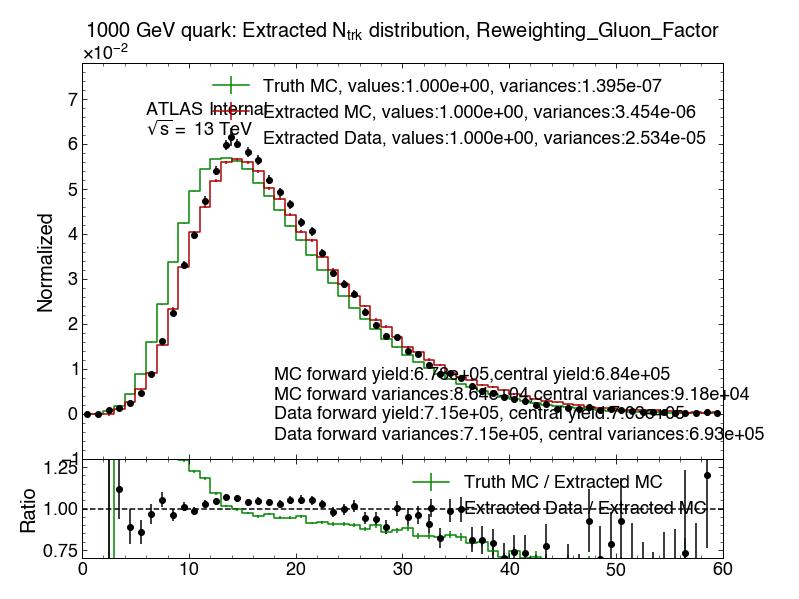 1000 GeV quark: Extracted N_trk distribution, Reweighting_Gluon_Factor
×10⁻²
Truth MC, values:1.000e+00, variances:1.395e-07
ATLAS Internal
Extracted MC, values:1.000e+00, variances:3.454e-06
√s = 13 TeV
Extracted Data, values:1.000e+00, variances:2.534e-05
7
6
5
4
3
2
1
0
Normalized
MC forward yield:6.78e+05,central yield:6.84e+05
MC forward variances:8.64e+04,central variances:9.18e+04
Data forward yield:7.15e+05, central yield:
Data forward variances:7.15e+05, central variances:6.93e+05
1.25
1.00
0.75
Ratio
Truth MC / Extracted MC
Extracted Data / Extracted MC
0 10 20 30 40 50 60